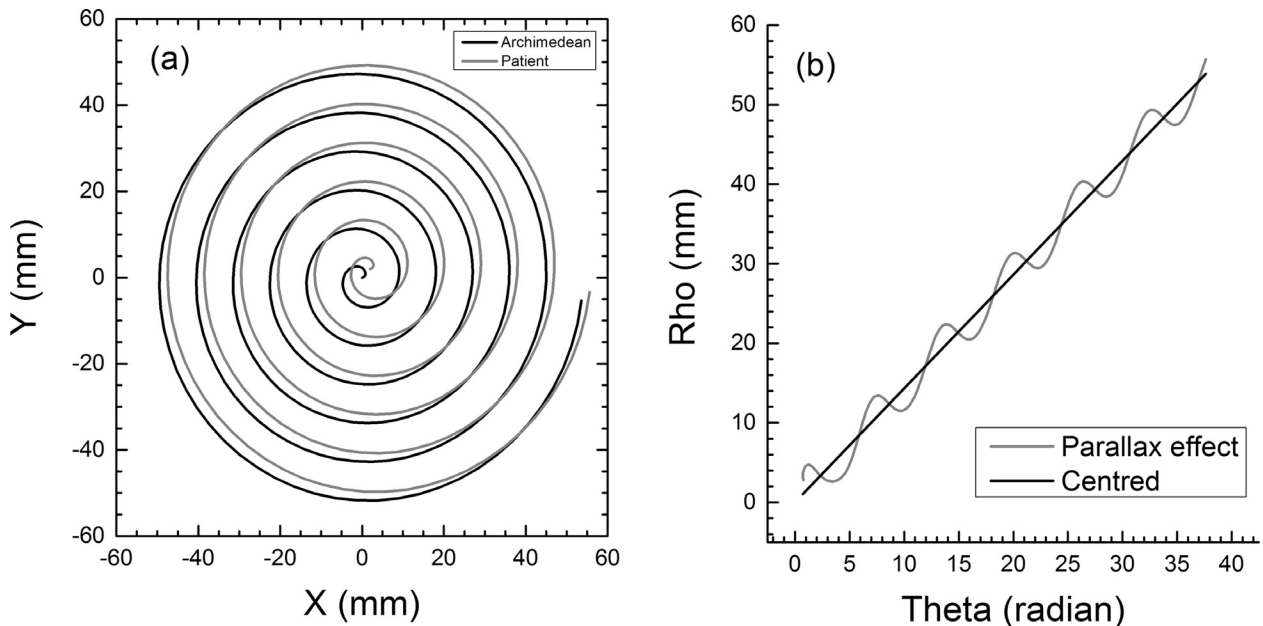 (a)
Archimedean
Patient
60
40
20
0
-20
-40
-60
Y (mm)
-60 -40 -20 0 20 40 60
X (mm)
(b)
60
50
40
30
20
10
0
Rho (mm)
Parallax effect
Centred
0 5 10 15 20 25 30 35 40
Theta (radian)